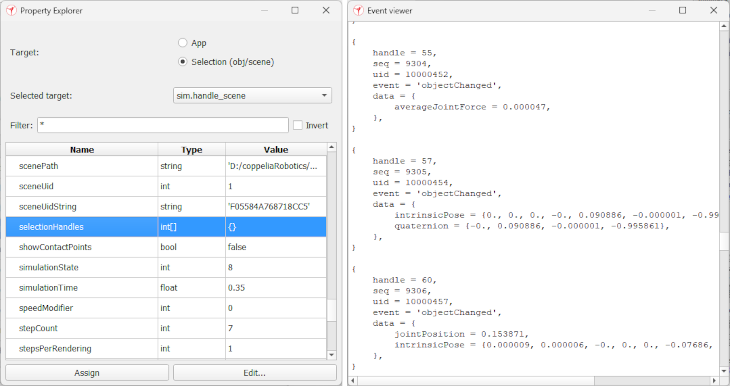 Property Explorer
Target:
App
Selection (obj/scene)
Selected target:
sim.handle_scene
Filter:
*
Invert
Name Type Value
scenePath string 'D:/coppeliaRobotics/...
sceneUid int 1
sceneUidString string 'F05584A768718CC5'
selectionHandles int[] {}
showContactPoints bool false
simulationState int 8
simulationTime float 0.35
speedModifier int 0
stepCount int 7
stepsPerRendering int 1
Assign
Edit...
Event viewer
}
{
handle = 55,
seq = 9304,
uid = 10000452,
event = 'objectChanged',
data = {
averageJointForce = 0.000047,
},
}
{
handle = 57,
seq = 9305,
uid = 10000454,
event = 'objectChanged',
data = {
intrinsicPose = {0., 0., 0., -0., 0.090886, -0.000001, -0.99
quaternion = {-0., 0.090886, -0.000001, -0.995861},
},
}
{
handle = 60,
seq = 9306,
uid = 10000457,
event = 'objectChanged',
data = {
jointPosition = 0.153871,
intrinsicPose = {0.000009, 0.000006, -0., 0., 0., -0.07686,
},
}